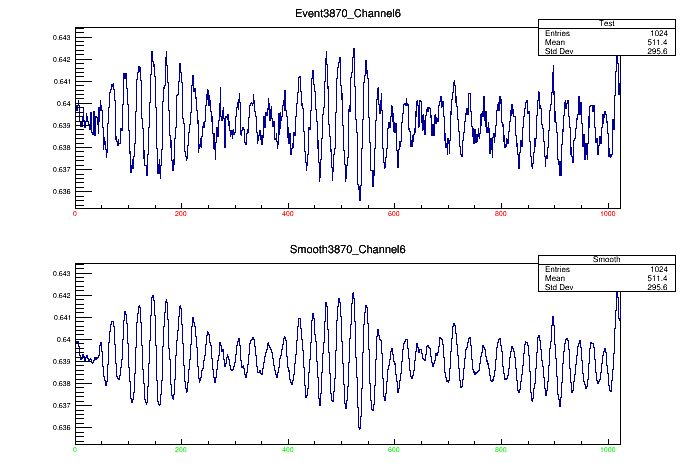 Event3870_Channel6
Test
Entries 1024
Mean 511.4
Std Dev 295.6
0.643
0.642
0.641
0.64
0.639
0.638
0.637
0.636
0 200 400 600 800 1000
Smooth3870_Channel6
Smooth
Entries 1024
Mean 511.4
Std Dev 295.6
0.643
0.642
0.641
0.64
0.639
0.638
0.637
0.636
0 200 400 600 800 1000